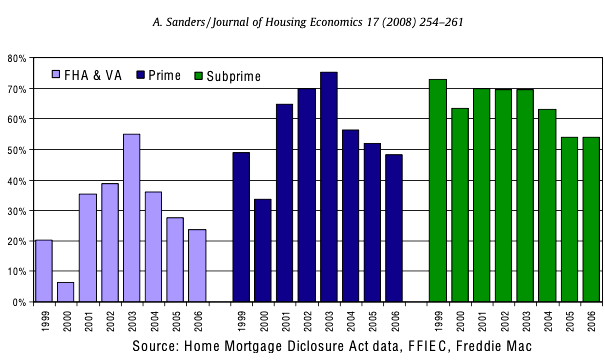 A. Sanders / Journal of Housing Economics 17 (2008) 254–261
80%
FHA & VA Prime Subprime
70%
60%
50%
40%
30%
20%
10%
0%
1999 2000 2001 2002 2003 2004 2005 2006 1999 2000 2001 2002 2003 2004 2005 2006 1999 2000 2001 2002 2003 2004 2005 2006
Source: Home Mortgage Diclosure Act data, FFIEC, Freddie Mac